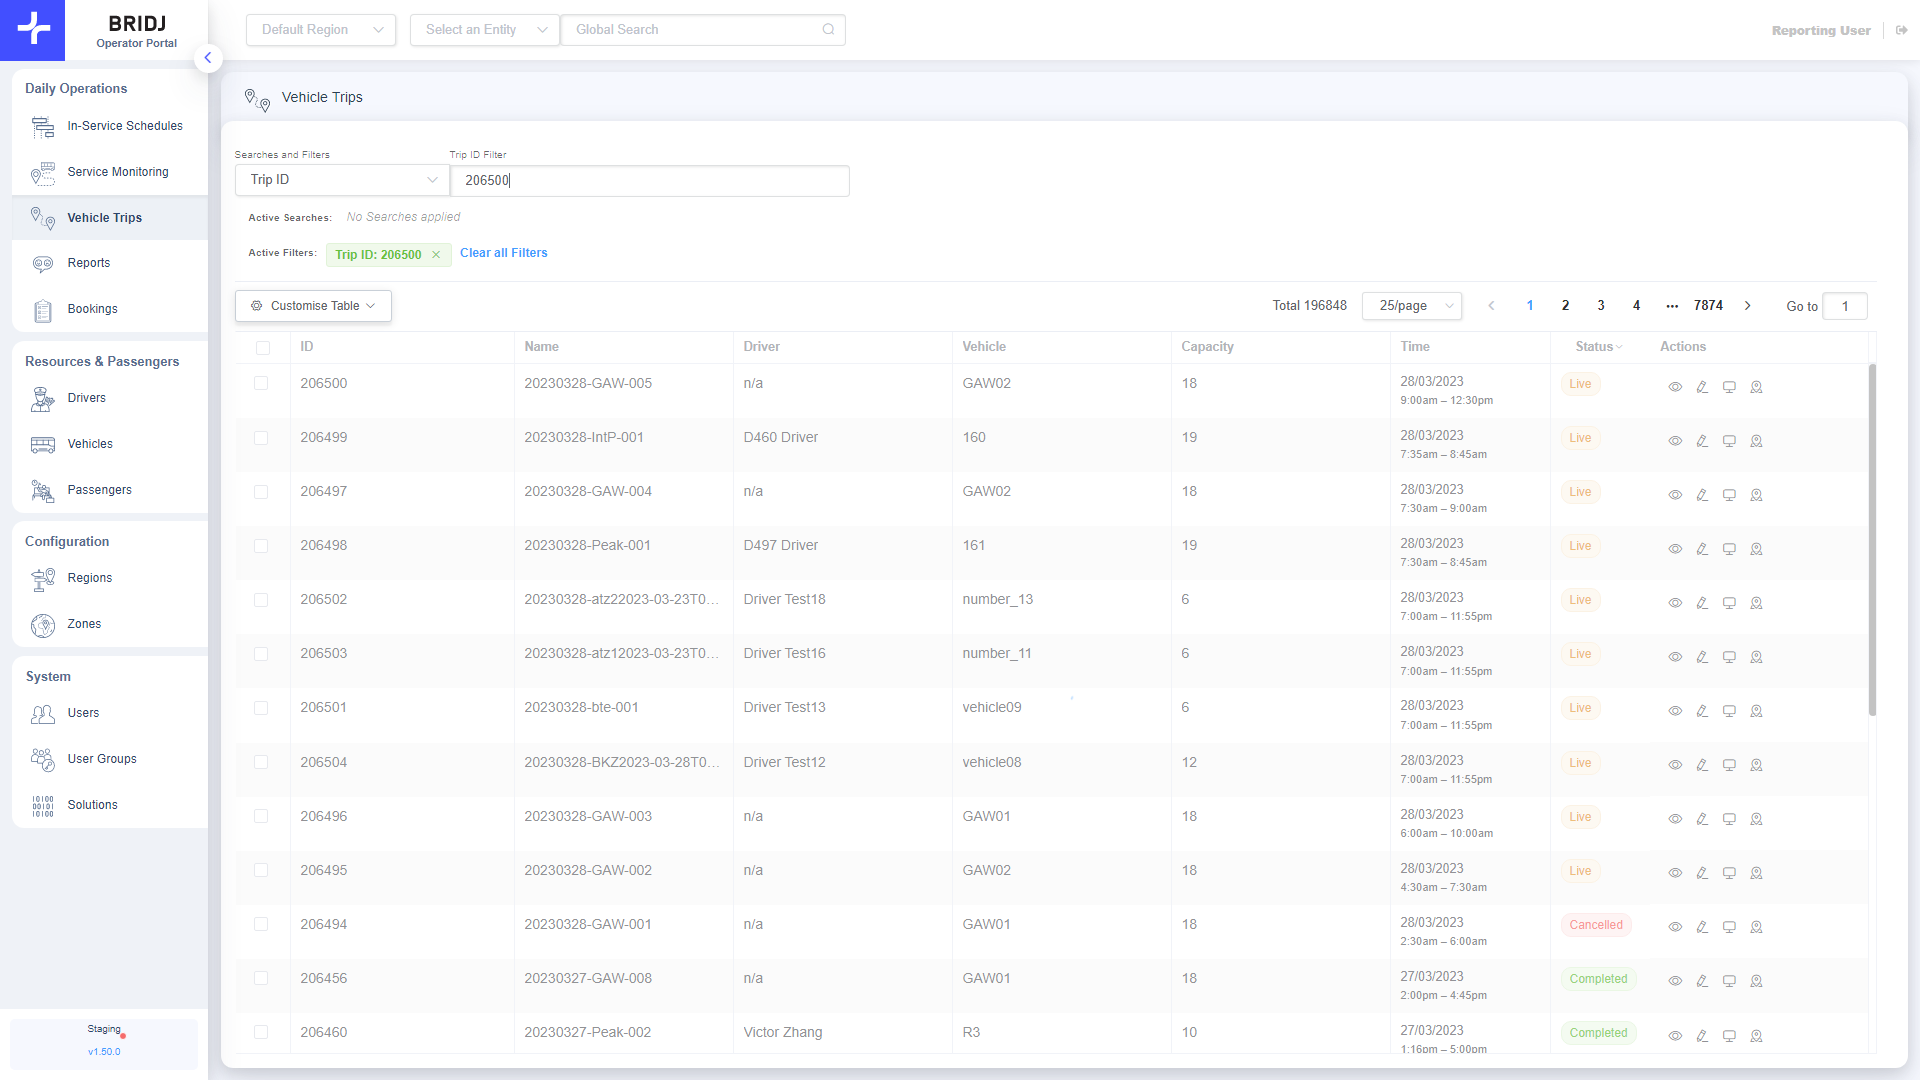 BRIDJ
Operator Portal
Default Region
Select an Entity
Global Search
Reporting User
Daily Operations
In-Service Schedules
Service Monitoring
Vehicle Trips
Reports
Bookings
Resources & Passengers
Drivers
Vehicles
Passengers
Configuration
Regions
Zones
System
Users
User Groups
Solutions
Staging
v1.50.0
Vehicle Trips
Searches and Filters
Trip ID Filter
Trip ID
206500
Active Searches: No Searches applied
Active Filters: Trip ID: 206500 × Clear all Filters
Customise Table
Total 196848 25/page < 1 2 3 4 ••• 7874 > Go to 1
ID Name Driver Vehicle Capacity Time Status Actions
206500 20230328-GAW-005 n/a GAW02 18 28/03/2023 Live
9:00am – 12:30pm
206499 20230328-IntP-001 D460 Driver 160 19 28/03/2023 Live
7:35am – 8:45am
206497 20230328-GAW-004 n/a GAW02 18 28/03/2023 Live
7:30am – 9:00am
206498 20230328-Peak-001 D497 Driver 161 19 28/03/2023 Live
7:30am – 8:45am
206502 20230328-atz22023-03-23T0... Driver Test18 number_13 6 28/03/2023 Live
7:00am – 11:55pm
206503 20230328-atz12023-03-23T0... Driver Test16 number_11 6 28/03/2023 Live
7:00am – 11:55pm
206501 20230328-bte-001 Driver Test13 vehicle09 6 28/03/2023 Live
7:00am – 11:55pm
206504 20230328-BKZ2023-03-28T0... Driver Test12 vehicle08 12 28/03/2023 Live
7:00am – 11:55pm
206496 20230328-GAW-003 n/a GAW01 18 28/03/2023 Live
6:00am – 10:00am
206495 20230328-GAW-002 n/a GAW02 18 28/03/2023 Live
4:30am – 7:30am
206494 20230328-GAW-001 n/a GAW01 18 28/03/2023 Cancelled
2:30am – 6:00am
206456 20230327-GAW-008 n/a GAW01 18 27/03/2023 Completed
2:00pm – 4:45pm
206460 20230327-Peak-002 Victor Zhang R3 10 27/03/2023 Completed
1:16pm – 5:00pm